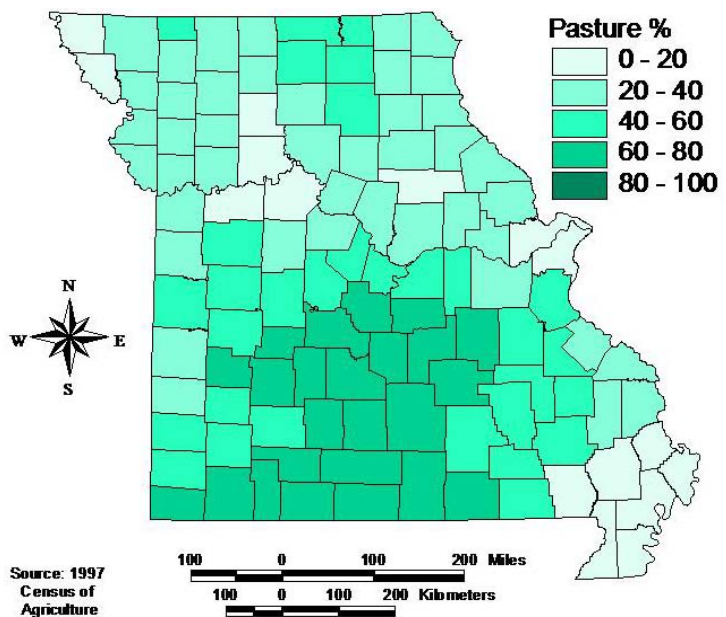 Pasture %
0 - 20
20 - 40
40 - 60
60 - 80
80 - 100
N
W E
S
Source: 1997
Census of
Agriculture
100 0 100 200 Miles
100 0 100 200 Kilometers